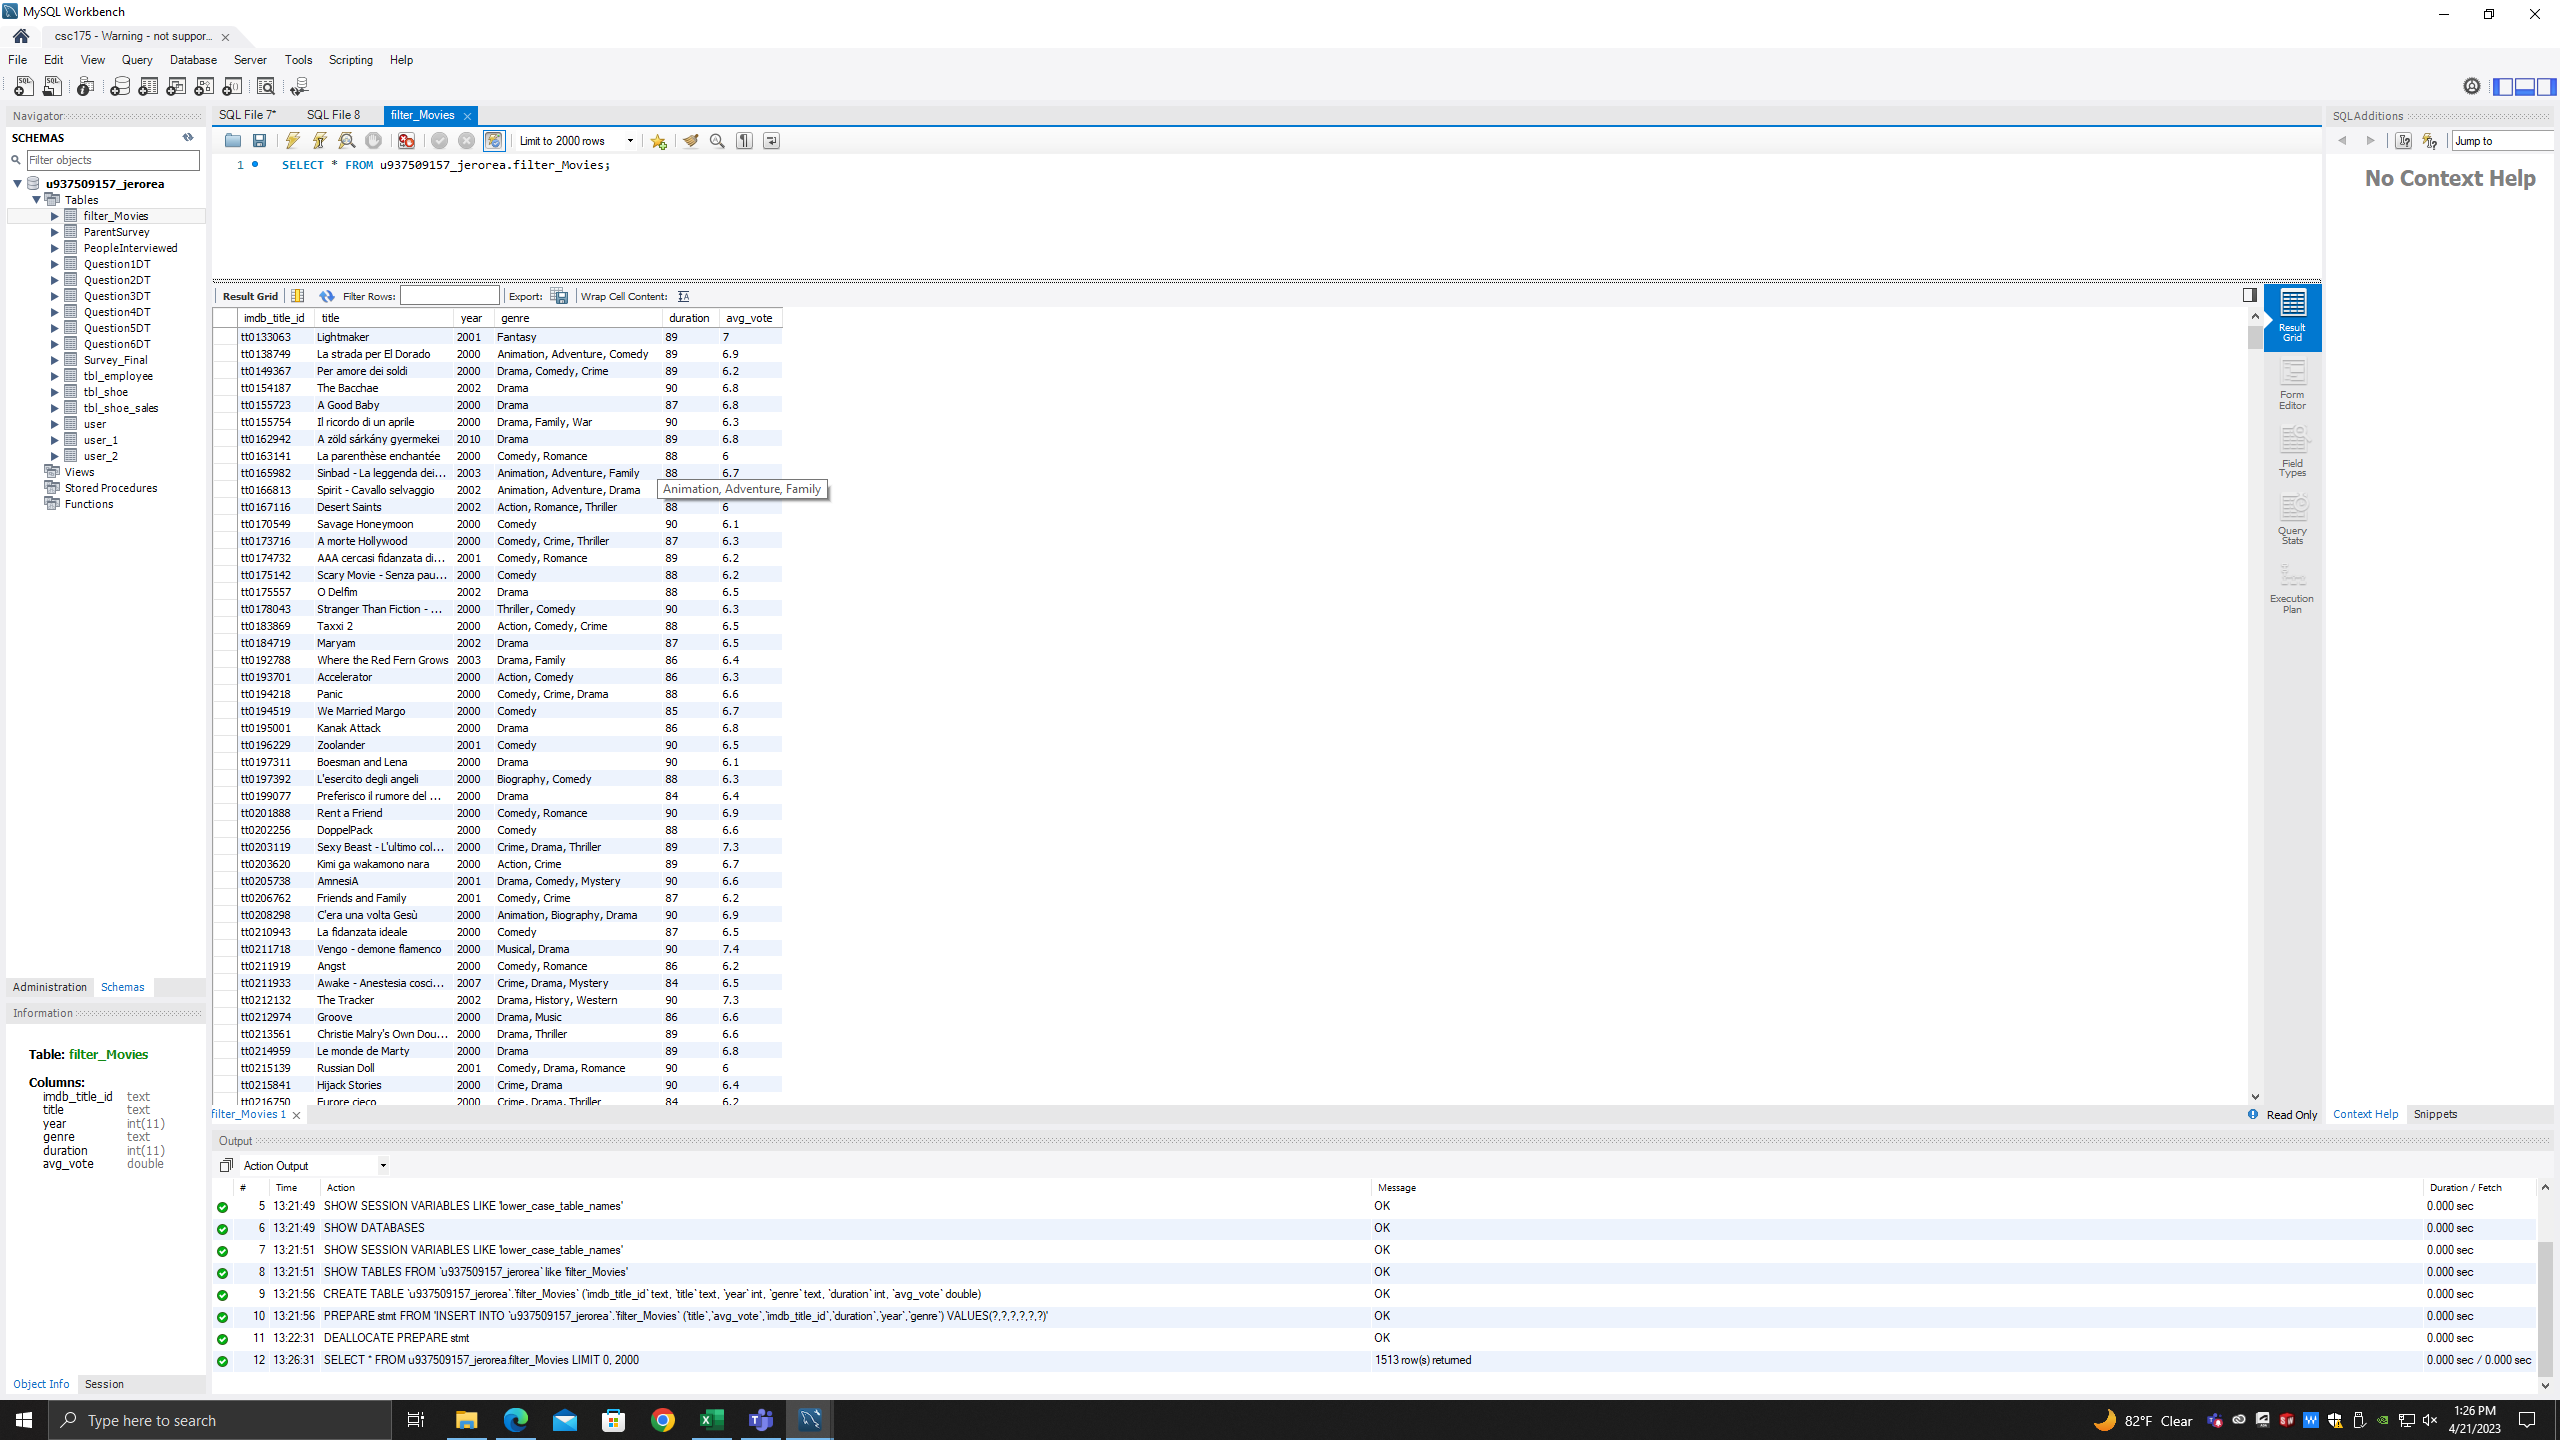 MySQL Workbench
csc175 - Warning - not suppor...
File Edit View Query Database Server Tools Scripting Help
Navigator
SCHEMAS
Filter objects
u937509157_jerorea
Tables
filter_Movies
ParentSurvey
PeopleInterviewed
Question1DT
Question2DT
Question3DT
Question4DT
Question5DT
Question6DT
Survey_Final
tbl_employee
tbl_shoe
tbl_shoe_sales
user
user_1
user_2
Views
Stored Procedures
Functions
Administration Schemas
Information
Table: filter_Movies
Columns:
imdb_title_id text
title text
year int(11)
genre text
duration int(11)
avg_vote double
Object Info Session
SQL File 7* SQL File 8 filter_Movies
Limit to 2000 rows
1 SELECT * FROM u937509157_jerorea.filter_Movies;
Result Grid Filter Rows: Export: Wrap Cell Content:
imdb_title_id title year genre duration avg_vote
tt0133063 Lightmaker 2001 Fantasy 89 7
tt0138749 La strada per El Dorado 2000 Animation, Adventure, Comedy 89 6.9
tt0149367 Per amore dei soldi 2000 Drama, Comedy, Crime 89 6.2
tt0154187 The Bacchae 2002 Drama 90 6.8
tt0155723 A Good Baby 2000 Drama 87 6.8
tt0155754 Il ricordo di un aprile 2000 Drama, Family, War 90 6.3
tt0162942 A zöld sárkány gyermekei 2010 Drama 89 6.8
tt0163141 La parenthèse enchantée 2000 Comedy, Romance 88 6
tt0165982 Sinbad - La leggenda dei... 2003 Animation, Adventure, Family 88 6.7
tt0166813 Spirit - Cavallo selvaggio 2002 Animation, Adventure, Drama
Animation, Adventure, Family
tt0167116 Desert Saints 2002 Action, Romance, Thriller 88 6
tt0170549 Savage Honeymoon 2000 Comedy 90 6.1
tt0173716 A morte Hollywood 2000 Comedy, Crime, Thriller 87 6.3
tt0174732 AAA cercasi fidanzata di... 2001 Comedy, Romance 89 6.2
tt0175142 Scary Movie - Senza pau... 2000 Comedy 88 6.2
tt0175557 O Delfim 2002 Drama 88 6.5
tt0178043 Stranger Than Fiction - ... 2000 Thriller, Comedy 90 6.3
tt0183869 Taxxi 2 2000 Action, Comedy, Crime 88 6.5
tt0184719 Maryam 2002 Drama 87 6.5
tt0192788 Where the Red Fern Grows 2003 Drama, Family 86 6.4
tt0193701 Accelerator 2000 Action, Comedy 86 6.3
tt0194218 Panic 2000 Comedy, Crime, Drama 88 6.6
tt0194519 We Married Margo 2000 Comedy 85 6.7
tt0195001 Kanak Attack 2000 Drama 86 6.8
tt0196229 Zoolander 2001 Comedy 90 6.5
tt0197311 Boesman and Lena 2000 Drama 90 6.1
tt0197392 L'esercito degli angeli 2000 Biography, Comedy 88 6.3
tt0199077 Preferisco il rumore del ... 2000 Drama 84 6.4
tt0201888 Rent a Friend 2000 Comedy, Romance 90 6.9
tt0202256 DoppelPack 2000 Comedy 88 6.6
tt0203119 Sexy Beast - L'ultimo col... 2000 Crime, Drama, Thriller 89 7.3
tt0203620 Kimi ga wakamono nara 2000 Action, Crime 89 6.7
tt0205738 AmnesiA 2001 Drama, Comedy, Mystery 90 6.6
tt0206762 Friends and Family 2001 Comedy, Crime 87 6.2
tt0208298 C'era una volta Gesù 2000 Animation, Biography, Drama 90 6.9
tt0210943 La fidanzata ideale 2000 Comedy 87 6.5
tt0211718 Vengo - demone flamenco 2000 Musical, Drama 90 7.4
tt0211919 Angst 2000 Comedy, Romance 86 6.2
tt0211933 Awake - Anestesia cosci... 2007 Crime, Drama, Mystery 84 6.5
tt0212132 The Tracker 2002 Drama, History, Western 90 7.3
tt0212974 Groove 2000 Drama, Music 86 6.6
tt0213561 Christie Malry's Own Dou... 2000 Drama, Thriller 89 6.6
tt0214959 Le monde de Marty 2000 Drama 89 6.8
tt0215139 Russian Doll 2001 Comedy, Drama, Romance 90 6
tt0215841 Hijack Stories 2000 Crime, Drama 90 6.4
tt0216750 Furore cieco 2000 Crime, Drama, Thriller 84 6.2
filter_Movies 1
Read Only
Result Grid
Form Editor
Field Types
Query Stats
Execution Plan
SQLAdditions
Jump to
No Context Help
Context Help Snippets
Output
Action Output
# Time Action Message Duration / Fetch
5 13:21:49 SHOW SESSION VARIABLES LIKE 'lower_case_table_names' OK 0.000 sec
6 13:21:49 SHOW DATABASES OK 0.000 sec
7 13:21:51 SHOW SESSION VARIABLES LIKE 'lower_case_table_names' OK 0.000 sec
8 13:21:51 SHOW TABLES FROM `u937509157_jerorea` like 'filter_Movies' OK 0.000 sec
9 13:21:56 CREATE TABLE `u937509157_jerorea`.`filter_Movies` (`imdb_title_id` text, `title` text, `year` int, `genre` text, `duration` int, `avg_vote` double) OK 0.000 sec
10 13:21:56 PREPARE stmt FROM 'INSERT INTO `u937509157_jerorea`.`filter_Movies` (`title`,`avg_vote`,`imdb_title_id`,`duration`,`year`,`genre`) VALUES(?,?,?,?,?,?)' OK 0.000 sec
11 13:22:31 DEALLOCATE PREPARE stmt OK 0.000 sec
12 13:26:31 SELECT * FROM u937509157_jerorea.filter_Movies LIMIT 0, 2000 1513 row(s) returned 0.000 sec / 0.000 sec
Type here to search
82°F Clear
1:26 PM
4/21/2023